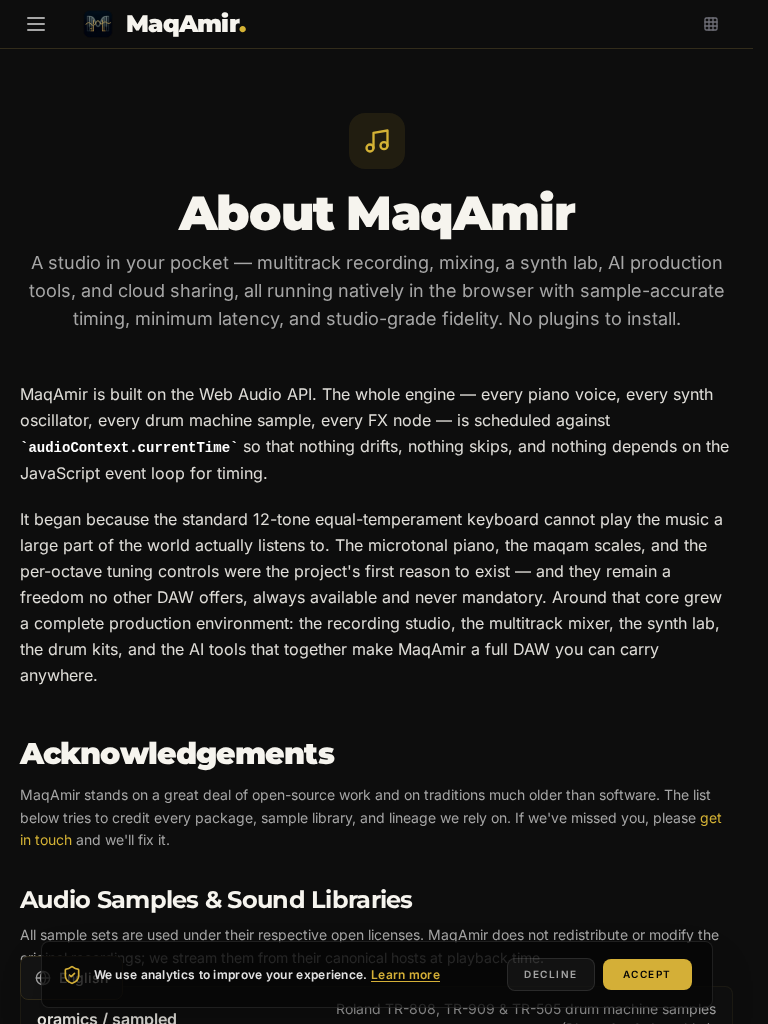 MaqAmir.
About MaqAmir
A studio in your pocket — multitrack recording, mixing, a synth lab, AI production
tools, and cloud sharing, all running natively in the browser with sample-accurate
timing, minimum latency, and studio-grade fidelity. No plugins to install.
MaqAmir is built on the Web Audio API. The whole engine — every piano voice, every synth
oscillator, every drum machine sample, every FX node — is scheduled against
`audioContext.currentTime` so that nothing drifts, nothing skips, and nothing depends on the
JavaScript event loop for timing.
It began because the standard 12-tone equal-temperament keyboard cannot play the music a
large part of the world actually listens to. The microtonal piano, the maqam scales, and the
per-octave tuning controls were the project's first reason to exist — and they remain a
freedom no other DAW offers, always available and never mandatory. Around that core grew
a complete production environment: the recording studio, the multitrack mixer, the synth lab,
the drum kits, and the AI tools that together make MaqAmir a full DAW you can carry
anywhere.
Acknowledgements
MaqAmir stands on a great deal of open-source work and on traditions much older than software. The list
below tries to credit every package, sample library, and lineage we rely on. If we've missed you, please get
in touch and we'll fix it.
Audio Samples & Sound Libraries
All sample sets are used under their respective open licenses. MaqAmir does not redistribute or modify the
original recordings; we stream them from their canonical hosts at playback time.
English
We use analytics to improve your experience. Learn more
DECLINE
ACCEPT
oramics / sampled
Roland TR-808, TR-909 & TR-505 drum machine samples